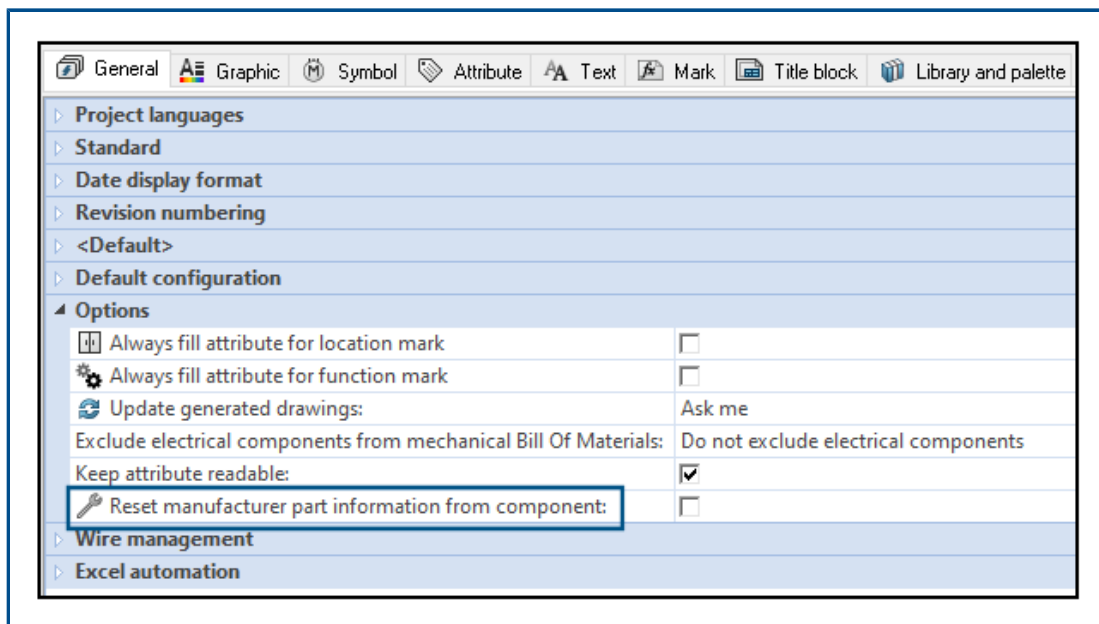 General Graphic Symbol Attribute Text Mark Title block Library and palette
Project languages
Standard
Date display format
Revision numbering
<Default>
Default configuration
Options
Always fill attribute for location mark
Always fill attribute for function mark
Update generated drawings: Ask me
Exclude electrical components from mechanical Bill Of Materials: Do not exclude electrical components
Keep attribute readable:
Reset manufacturer part information from component:
Wire management
Excel automation